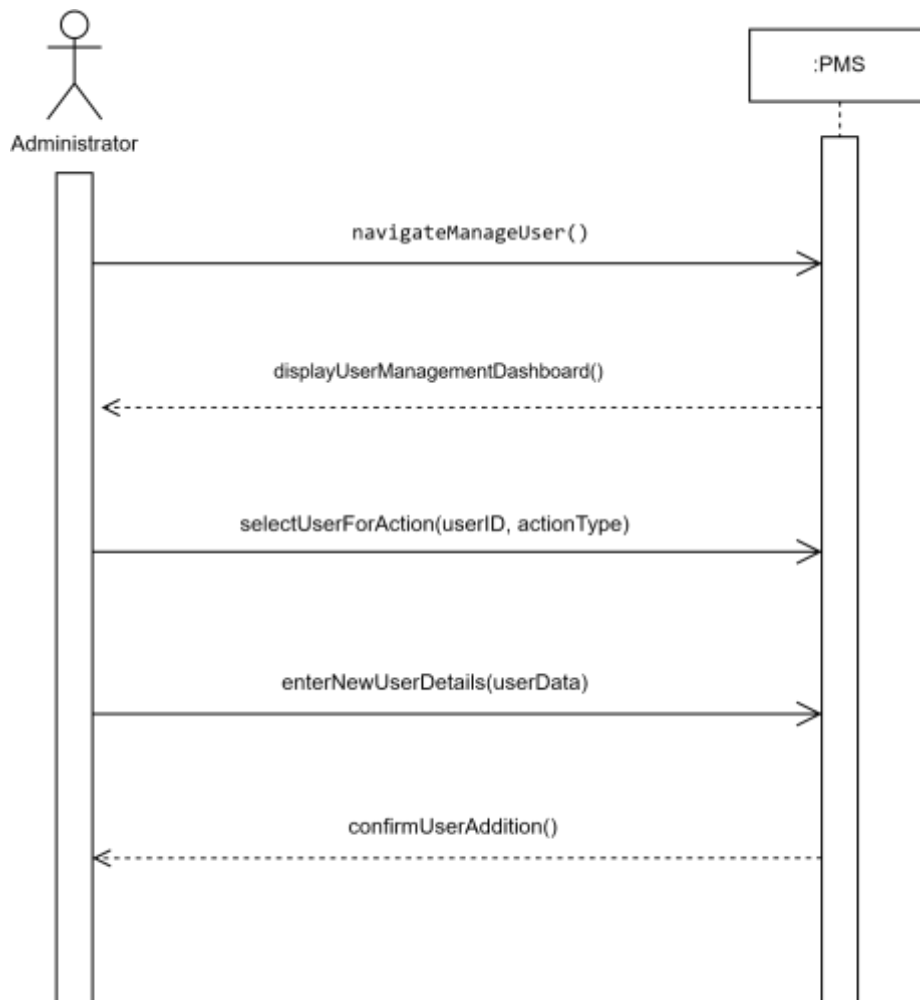 :PMS
Administrator
navigateManageUser()
displayUserManagementDashboard()
selectUserForAction(userID, actionType)
enterNewUserDetails(userData)
confirmUserAddition()